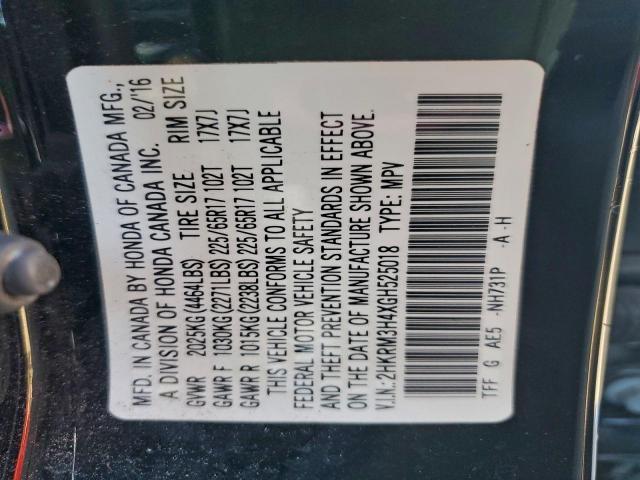 MFD. IN CANADA BY HONDA OF CANADA MFG.,
A DIVISION OF HONDA CANADA INC. 02/'16
GVWR 2025KG(4464LBS) TIRE SIZE RIM SIZE
GAWR F 1030KG(2271LBS) 225/65R17 102T 17X7J
GAWR R 1015KG(2238LBS) 225/65R17 102T 17X7J
THIS VEHICLE CONFORMS TO ALL APPLICABLE
FEDERAL MOTOR VEHICLE SAFETY
AND THEFT PREVENTION STANDARDS IN EFFECT
ON THE DATE OF MANUFACTURE SHOWN ABOVE.
V.I.N.:2HKRM3H4XGH525018 TYPE: MPV
TFF G AE5 -NH731P -A -H